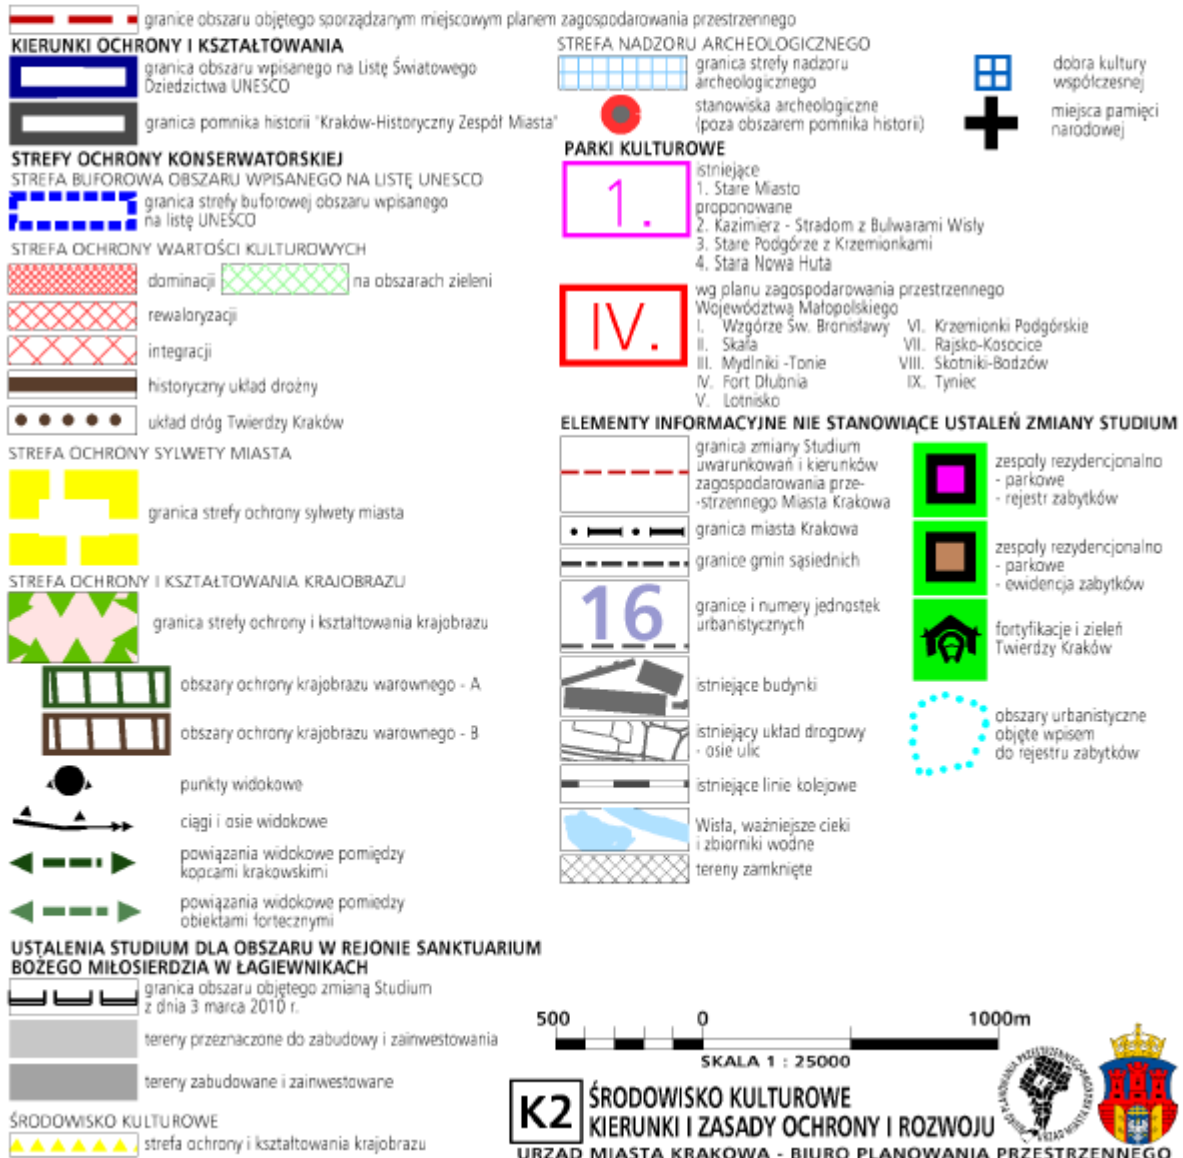 granice obszaru objętego sporządzanym miejscowym planem zagospodarowania przestrzennego
KIERUNKI OCHRONY I KSZTAŁTOWANIA
granica obszaru wpisanego na Listę Światowego
Dziedzictwa UNESCO
granica pomnika historii "Kraków-Historyczny Zespół Miasta"
STREFY OCHRONY KONSERWATORSKIEJ
STREFA BUFOROWA OBSZARU WPISANEGO NA LISTĘ UNESCO
granica strefy buforowej obszaru wpisanego
na listę UNESCO
STREFA OCHRONY WARTOŚCI KULTUROWYCH
dominacji
na obszarach zieleni
rewaloryzacji
integracji
historyczny układ drożny
układ dróg Twierdzy Kraków
STREFA OCHRONY SYLWETY MIASTA
granica strefy ochrony sylwety miasta
STREFA OCHRONY I KSZTAŁTOWANIA KRAJOBRAZU
granica strefy ochrony i kształtowania krajobrazu
obszary ochrony krajobrazu warownego - A
obszary ochrony krajobrazu warownego - B
punkty widokowe
ciągi i osie widokowe
powiązania widokowe pomiędzy
kopcami krakowskimi
powiązania widokowe pomiedzy
obiektami fortecznymi
USTALENIA STUDIUM DLA OBSZARU W REJONIE SANKTUARIUM
BOŻEGO MIŁOSIERDZIA W ŁAGIEWNIKACH
granica obszaru objętego zmianą Studium
z dnia 3 marca 2010 r.
tereny przeznaczone do zabudowy i zainwestowania
tereny zabudowane i zainwestowane
ŚRODOWISKO KULTUROWE
strefa ochrony i kształtowania krajobrazu
STREFA NADZORU ARCHEOLOGICZNEGO
granica strefy nadzoru
archeologicznego
stanowiska archeologiczne
(poza obszarem pomnika historii)
dobra kultury
współczesnej
miejsca pamięci
narodowej
PARKI KULTUROWE
1.
istniejące
1. Stare Miasto
proponowane
2. Kazimierz - Stradom z Bulwarami Wisły
3. Stare Podgórze z Krzemionkami
4. Stara Nowa Huta
IV.
wg planu zagospodarowania przestrzennego
Województwa Małopolskiego
I. Wzgórze Św. Bronisławy VI. Krzemionki Podgórskie
II. Skała VII. Rajsko-Kosocice
III. Mydlniki -Tonie VIII. Skotniki-Bodzów
IV. Fort Dłubnia IX. Tyniec
V. Lotnisko
ELEMENTY INFORMACYJNE NIE STANOWIĄCE USTALEŃ ZMIANY STUDIUM
granica zmiany Studium
uwarunkowań i kierunków
zagospodarowania prze-
-strzennego Miasta Krakowa
granica miasta Krakowa
granice gmin sąsiednich
16
granice i numery jednostek
urbanistycznych
istniejące budynki
istniejący układ drogowy
- osie ulic
istniejące linie kolejowe
Wisła, ważniejsze cieki
i zbiorniki wodne
tereny zamknięte
zespoły rezydencjonalno
- parkowe
- rejestr zabytków
zespoły rezydencjonalno
- parkowe
- ewidencja zabytków
fortyfikacje i zieleń
Twierdzy Kraków
obszary urbanistyczne
objęte wpisem
do rejestru zabytków
500 0 1000m
SKALA 1 : 25000
K2
ŚRODOWISKO KULTUROWE
KIERUNKI I ZASADY OCHRONY I ROZWOJU
URZĄD MIASTA KRAKOWA - BIURO PLANOWANIA PRZESTRZENNEGO